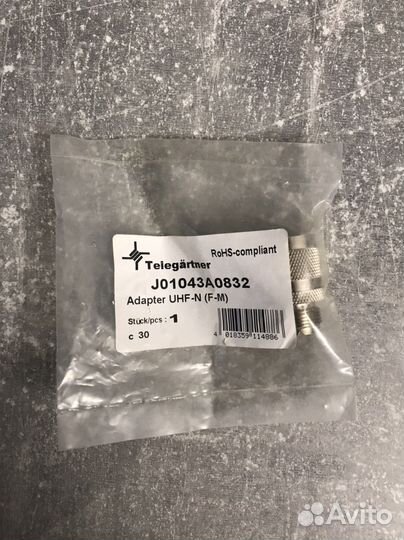 RoHS-compliant
Telegärtner
J01043A0832
Adapter UHF-N (F-M)
Stück/pcs : 1
c 30
4 018359 114886
Avito